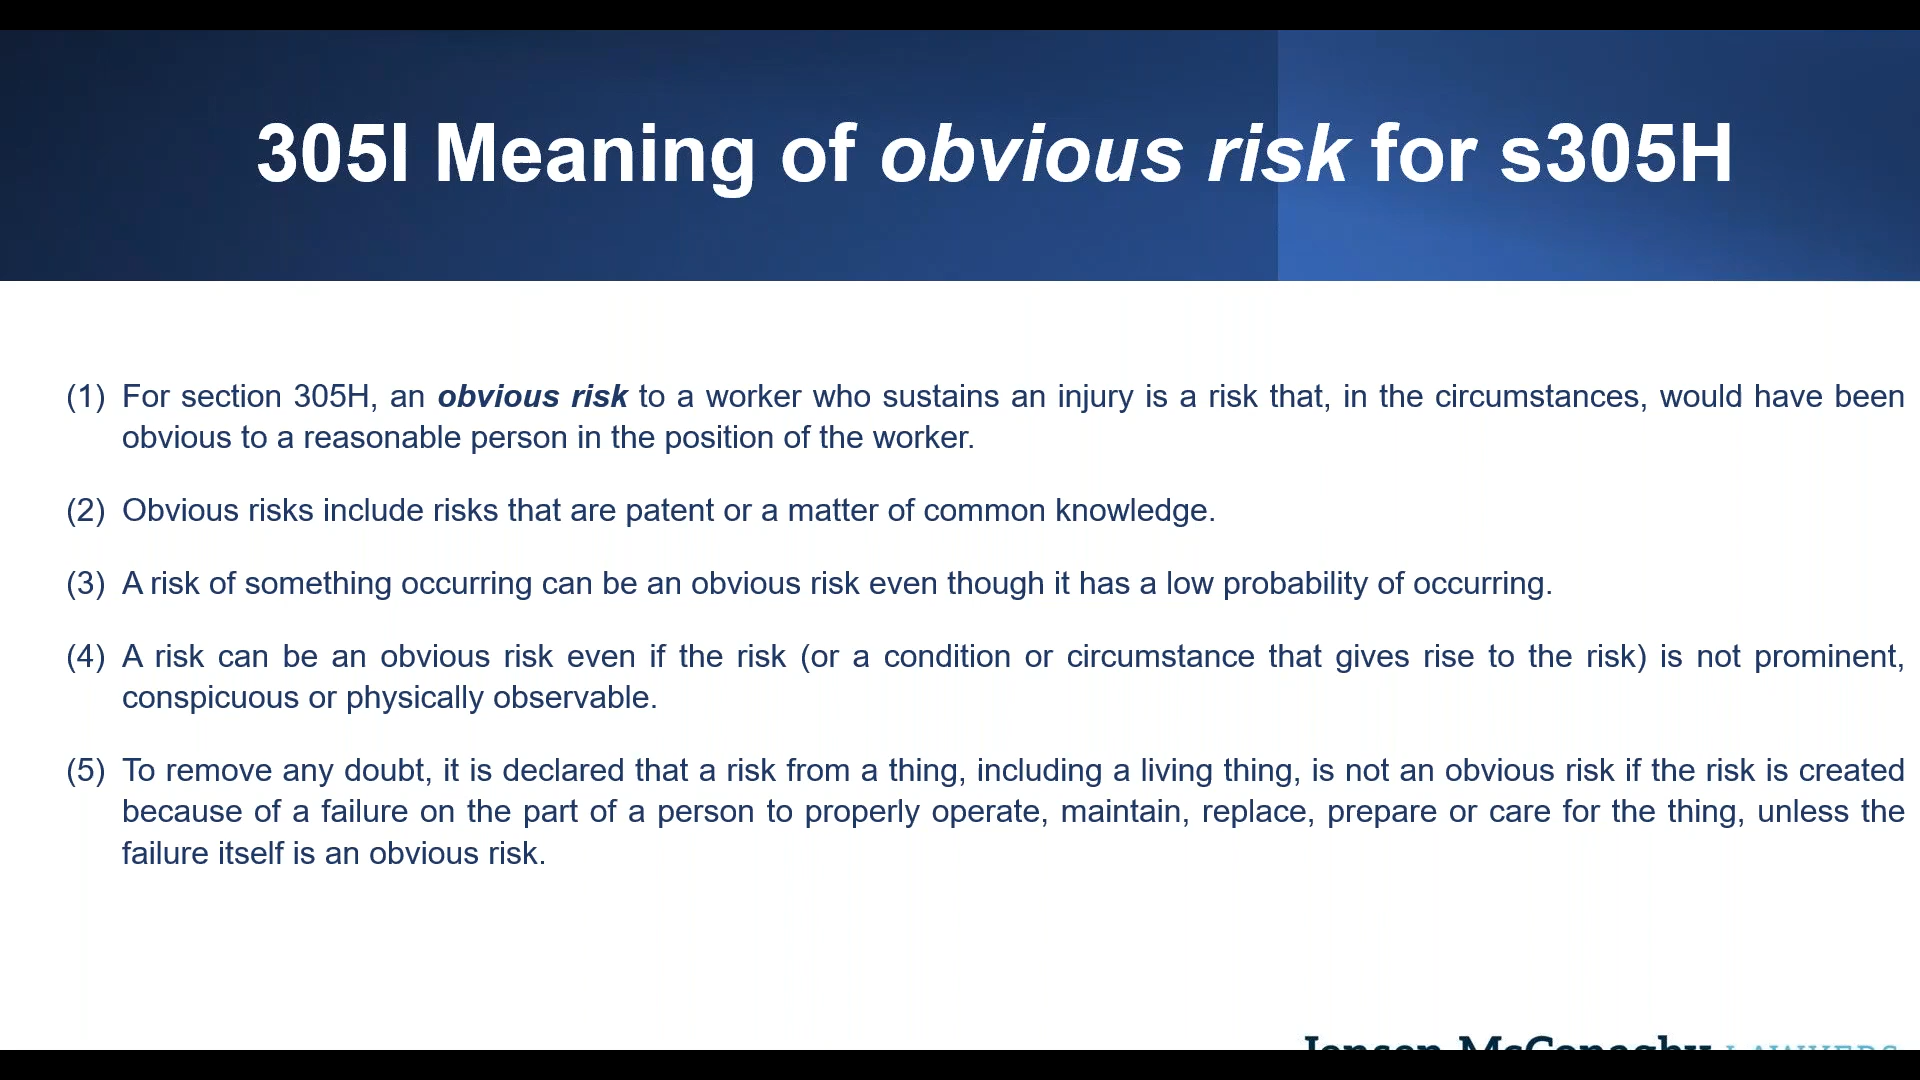 305I Meaning of obvious risk for s305H
(1) For section 305H, an obvious risk to a worker who sustains an injury is a risk that, in the circumstances, would have been
obvious to a reasonable person in the position of the worker.
(2) Obvious risks include risks that are patent or a matter of common knowledge.
(3) A risk of something occurring can be an obvious risk even though it has a low probability of occurring.
(4) A risk can be an obvious risk even if the risk (or a condition or circumstance that gives rise to the risk) is not prominent,
conspicuous or physically observable.
(5) To remove any doubt, it is declared that a risk from a thing, including a living thing, is not an obvious risk if the risk is created
because of a failure on the part of a person to properly operate, maintain, replace, prepare or care for the thing, unless the
failure itself is an obvious risk.
Jensen McConaghy LAWYERS